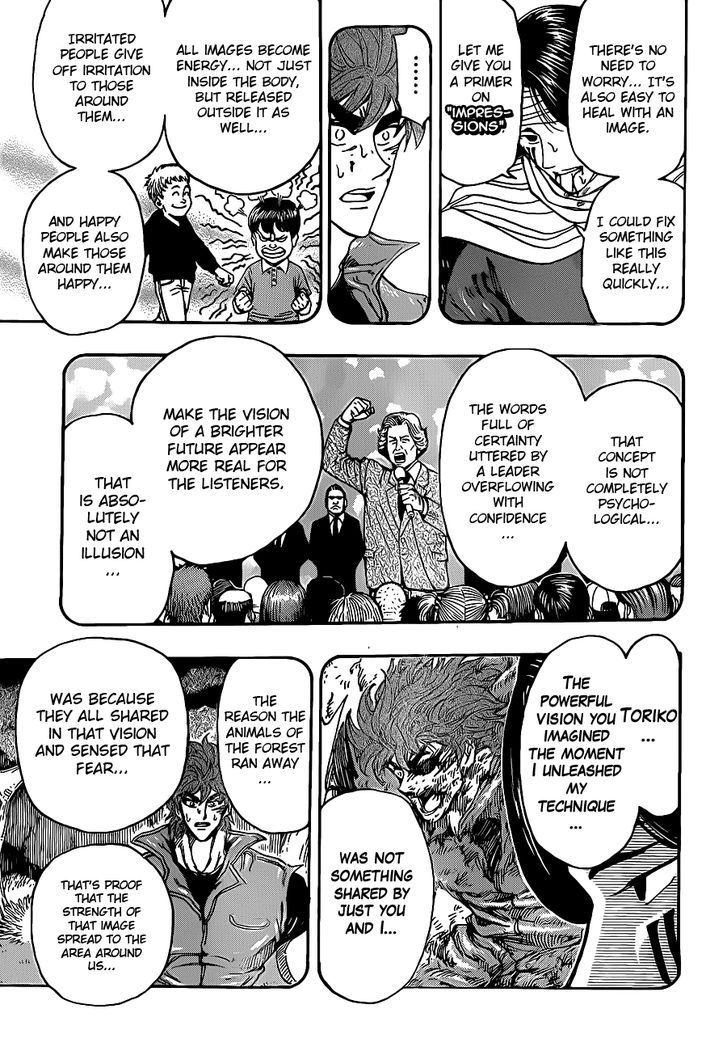 THERE'S NO
NEED TO
WORRY... IT'S
ALSO EASY TO
HEAL WITH AN
IMAGE.
I COULD FIX
SOMETHING
LIKE THIS
REALLY
QUICKLY...
LET ME
GIVE YOU
A PRIMER
ON
"IMPRES-
SIONS".
........
ALL IMAGES BECOME
ENERGY... NOT JUST
INSIDE THE BODY,
BUT RELEASED
OUTSIDE IT AS
WELL...
IRRITATED
PEOPLE GIVE
OFF IRRITATION
TO THOSE
AROUND
THEM...
AND HAPPY
PEOPLE ALSO
MAKE THOSE
AROUND THEM
HAPPY...
THAT
CONCEPT
IS NOT
COMPLETELY
PSYCHO-
LOGICAL...
THE WORDS
FULL OF
CERTAINTY
UTTERED BY
A LEADER
OVERFLOWING
WITH
CONFIDENCE
...
MAKE THE VISION
OF A BRIGHTER
FUTURE APPEAR
MORE REAL FOR
THE LISTENERS.
THAT
IS ABSO-
LUTELY
NOT AN
ILLUSION
...
TORIKO
...
THE
POWERFUL
VISION YOU
IMAGINED
THE MOMENT
I UNLEASHED
MY
TECHNIQUE
...
WAS NOT
SOMETHING
SHARED BY
JUST YOU
AND I...
THE
REASON THE
ANIMALS OF
THE FOREST
RAN AWAY
...
WAS BECAUSE
THEY ALL SHARED
IN THAT VISION
AND SENSED THAT
FEAR...
THAT'S PROOF
THAT THE
STRENGTH OF
THAT IMAGE
SPREAD TO THE
AREA AROUND
US...